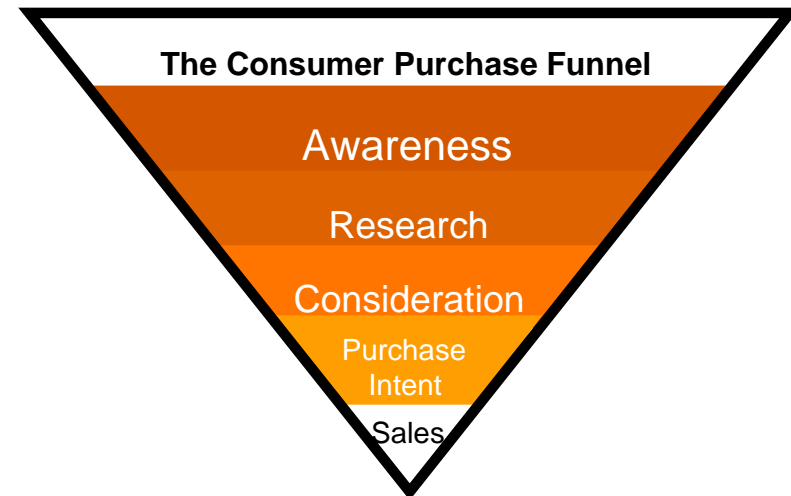 The Consumer Purchase Funnel
Awareness
Research
Consideration
Purchase
Intent
Sales